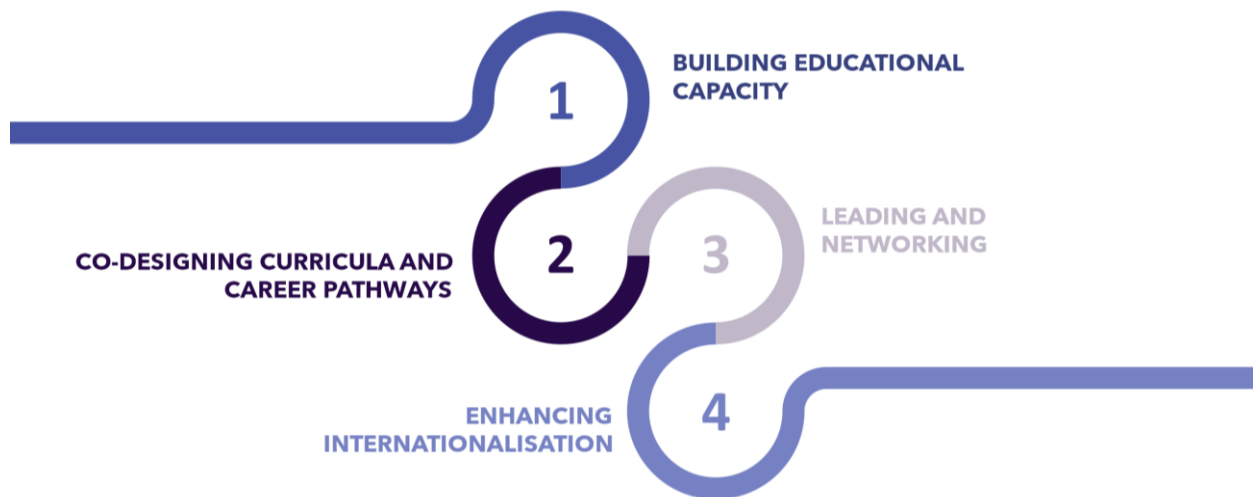 1
BUILDING EDUCATIONAL
CAPACITY
2
CO-DESIGNING CURRICULA AND
CAREER PATHWAYS
3
LEADING AND
NETWORKING
4
ENHANCING
INTERNATIONALISATION